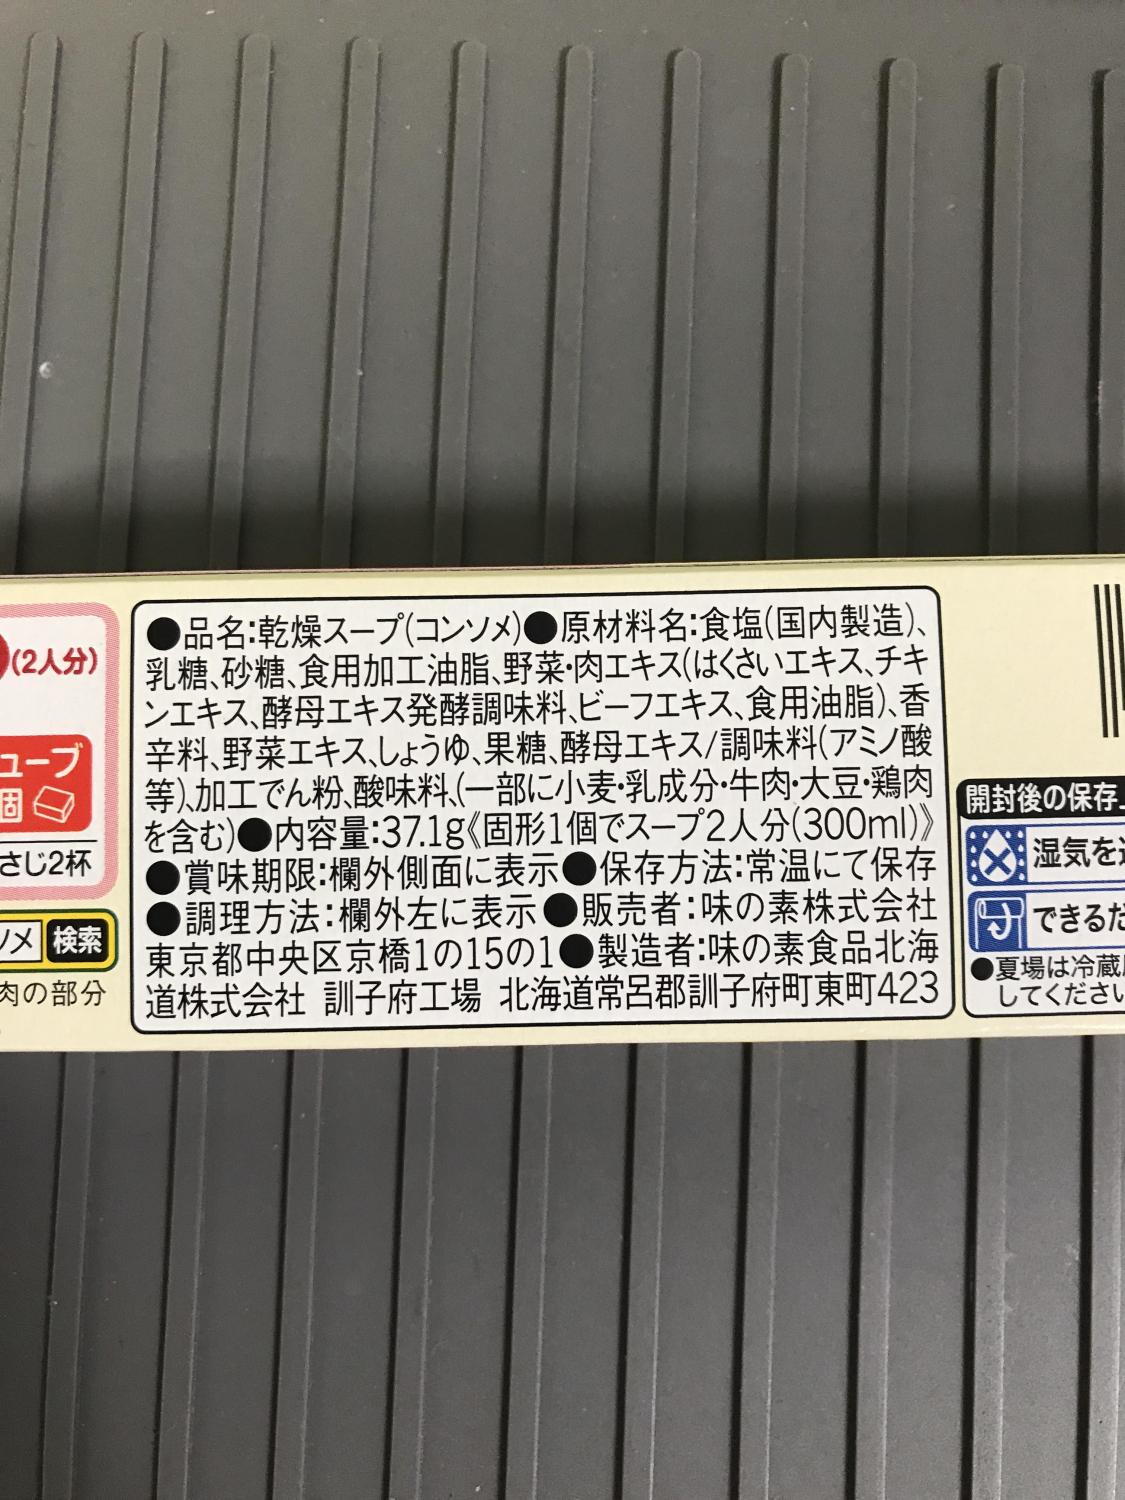 (2人分)
ューブ
個
さじ2杯
ソメ 検索
肉の部分
●品名:乾燥スープ(コンソメ)●原材料名:食塩(国内製造)、
乳糖、砂糖、食用加工油脂、野菜・肉エキス(はくさいエキス、チキ
ンエキス、酵母エキス発酵調味料、ビーフエキス、食用油脂)、香
辛料、野菜エキス、しょうゆ、果糖、酵母エキス/調味料(アミノ酸
等)、加工でん粉、酸味料、(一部に小麦・乳成分・牛肉・大豆・鶏肉
を含む)●内容量:37.1g《固形1個でスープ2人分(300ml)》
●賞味期限:欄外側面に表示●保存方法:常温にて保存
●調理方法:欄外左に表示●販売者:味の素株式会社
東京都中央区京橋1の15の1●製造者:味の素食品北海
道株式会社 訓子府工場 北海道常呂郡訓子府町東町423
開封後の保存
湿気を
できるだ
●夏場は冷蔵
してください